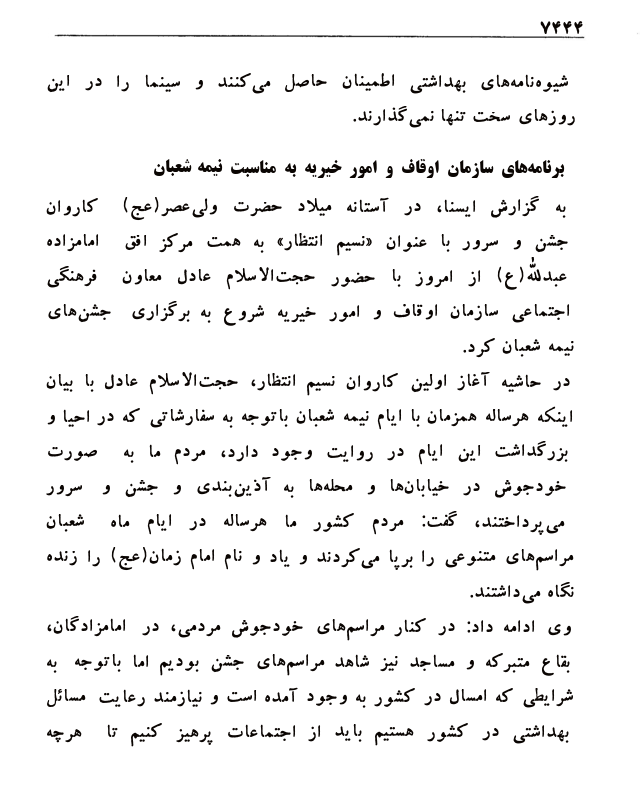 ۷۴۴۴
شیوه‌نامه‌های بهداشتی اطمینان حاصل می‌کنند و سینما را در این
روزهای سخت تنها نمی‌گذارند.
برنامه‌های سازمان اوقاف و امور خیریه به مناسبت نیمه شعبان
به گزارش ایسنا، در آستانه میلاد حضرت ولی‌عصر(عج) کاروان
جشن و سرور با عنوان «نسیم انتظار» به همت مرکز افق امامزاده
عبدلله(ع) از امروز با حضور حجت‌الاسلام عادل معاون فرهنگی
اجتماعی سازمان اوقاف و امور خیریه شروع به برگزاری جشن‌های
نیمه شعبان کرد.
در حاشیه آغاز اولین کاروان نسیم انتظار، حجت‌الاسلام عادل با بیان
اینکه هرساله همزمان با ایام نیمه شعبان باتوجه به سفارشاتی که در احیا و
بزرگداشت این ایام در روایت وجود دارد، مردم ما به صورت
خودجوش در خیابان‌ها و محله‌ها به آذین‌بندی و جشن و سرور
می‌پرداختند، گفت: مردم کشور ما هرساله در ایام ماه شعبان
مراسم‌های متنوعی را برپا می‌کردند و یاد و نام امام زمان(عج) را زنده
نگاه می‌داشتند.
وی ادامه داد: در کنار مراسم‌های خودجوش مردمی، در امامزادگان،
بقاع متبرکه و مساجد نیز شاهد مراسم‌های جشن بودیم اما باتوجه به
شرایطی که امسال در کشور به وجود آمده است و نیازمند رعایت مسائل
بهداشتی در کشور هستیم باید از اجتماعات پرهیز کنیم تا هرچه